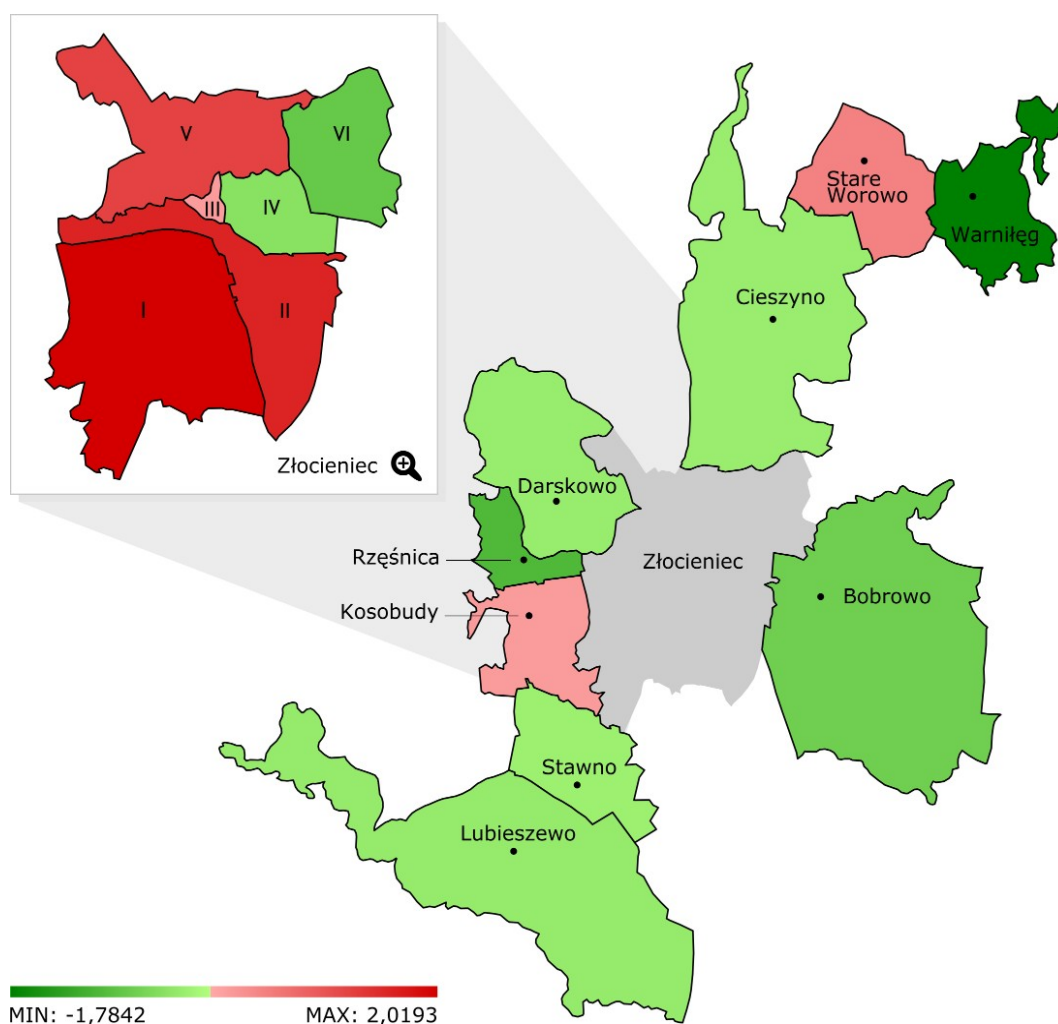 V
VI
III
IV
I
II
Złocieniec
Stare
Worowo
Warniłęg
Cieszyno
Darskowo
Rzęśnica
Złocieniec
Bobrowo
Kosobudy
Stawno
Lubieszewo
MIN: -1,7842
MAX: 2,0193